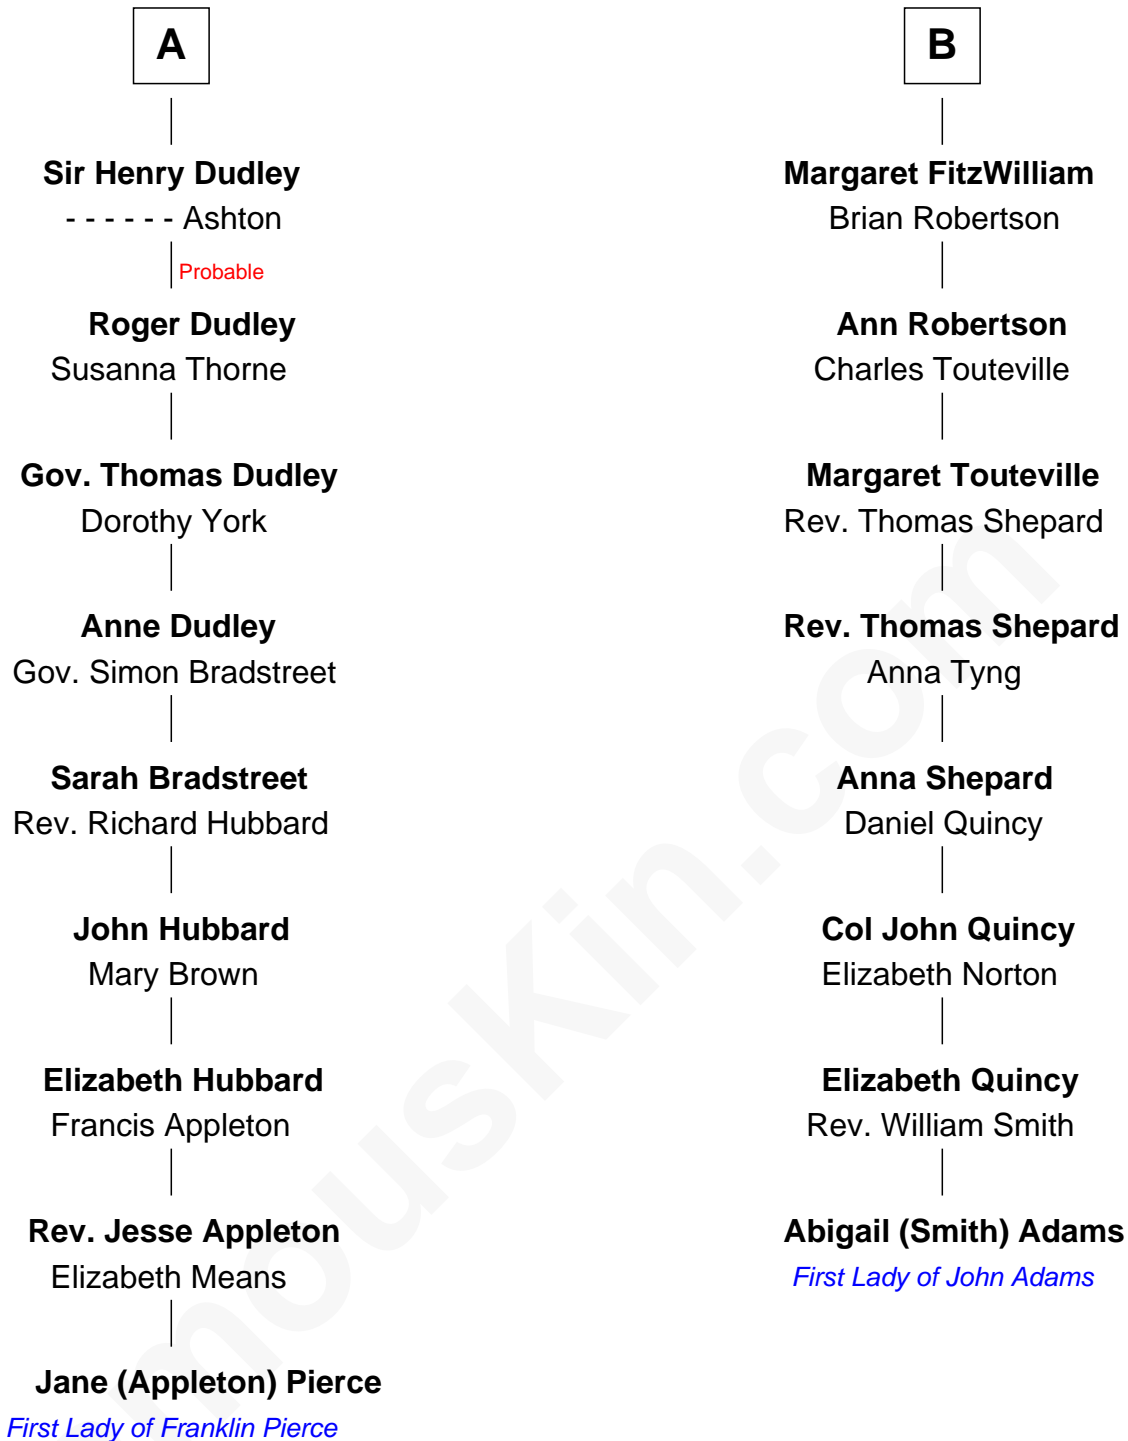 A
Sir Henry Dudley
- - - - - - Ashton
Probable
Roger Dudley
Susanna Thorne
Gov. Thomas Dudley
Dorothy York
Anne Dudley
Gov. Simon Bradstreet
Sarah Bradstreet
Rev. Richard Hubbard
John Hubbard
Mary Brown
Elizabeth Hubbard
Francis Appleton
Rev. Jesse Appleton
Elizabeth Means
Jane (Appleton) Pierce
First Lady of Franklin Pierce
B
Margaret FitzWilliam
Brian Robertson
Ann Robertson
Charles Touteville
Margaret Touteville
Rev. Thomas Shepard
Rev. Thomas Shepard
Anna Tyng
Anna Shepard
Daniel Quincy
Col John Quincy
Elizabeth Norton
Elizabeth Quincy
Rev. William Smith
Abigail (Smith) Adams
First Lady of John Adams
mousKin.com